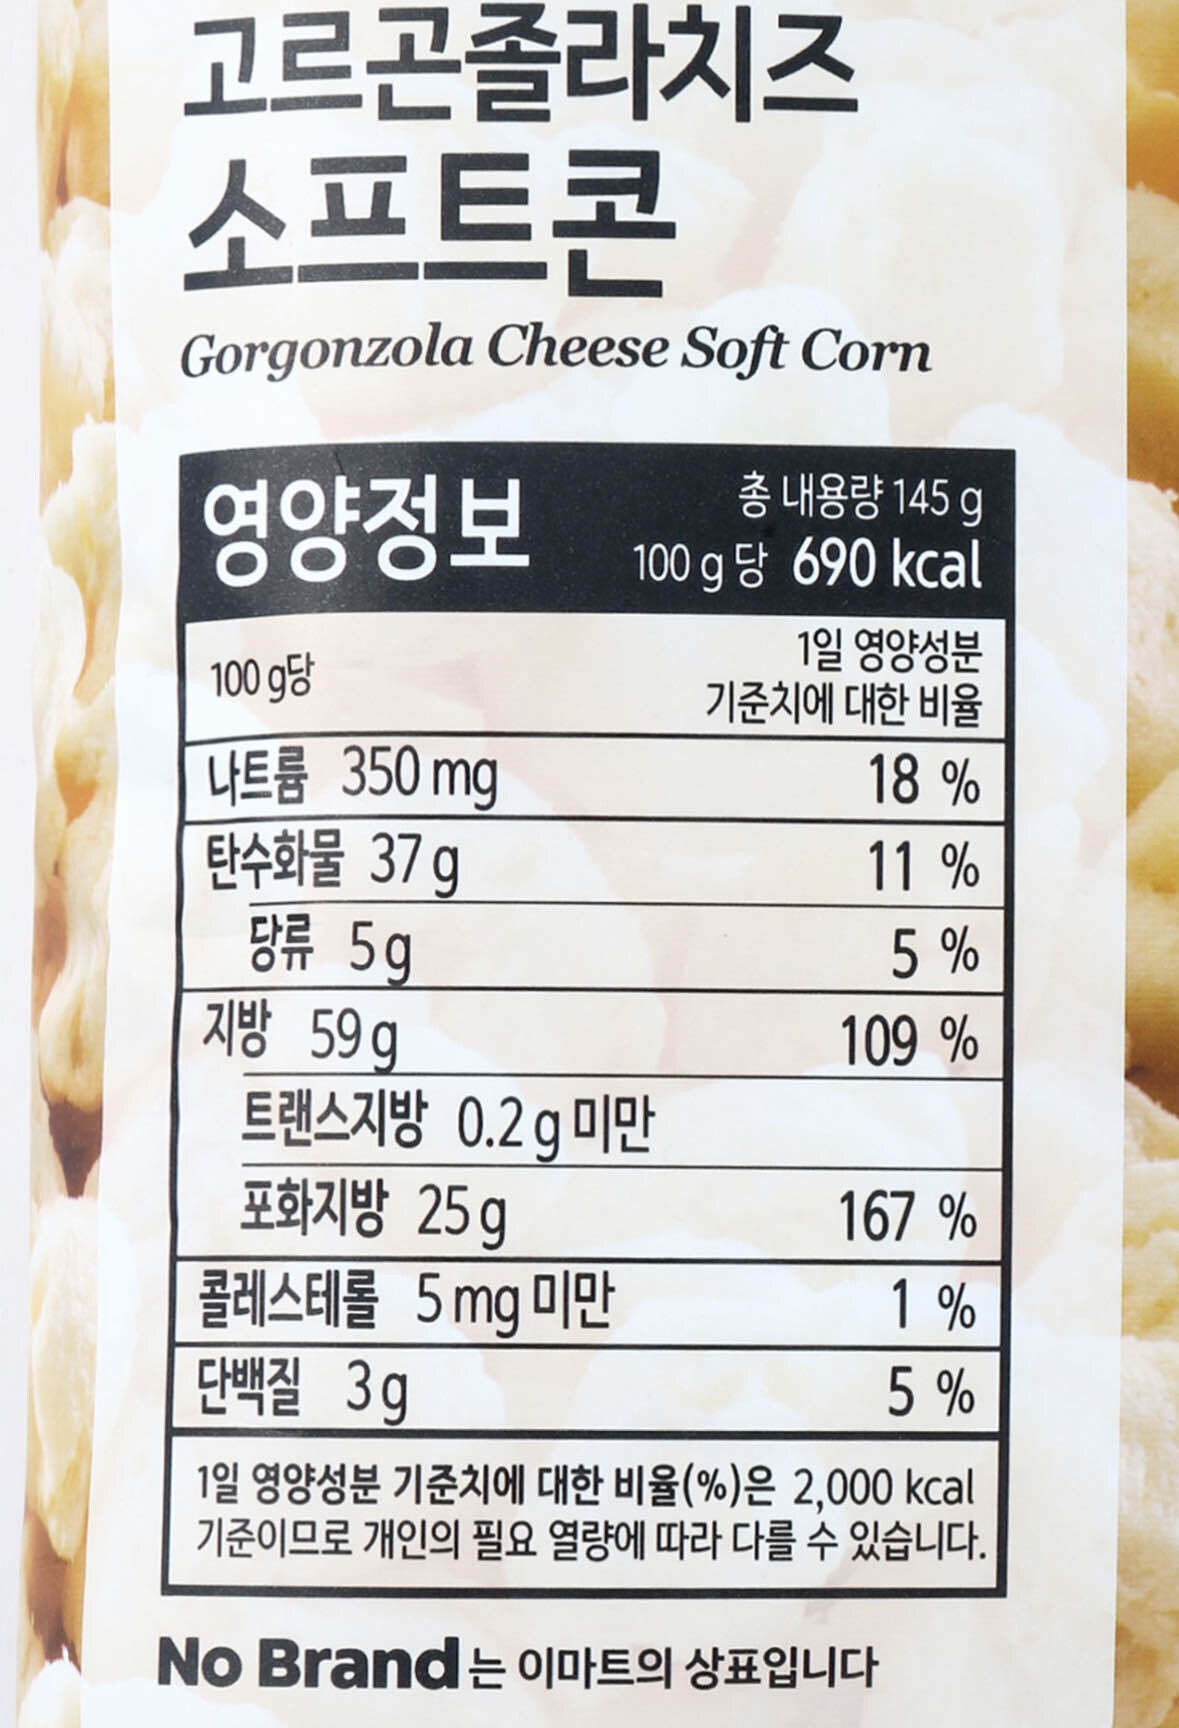 고르곤졸라치즈
소프트콘
Gorgonzola Cheese Soft Corn
영양정보
총 내용량 145 g
100 g 당 690 kcal
100 g당
1일 영양성분
기준치에 대한 비율
나트륨 350 mg 18 %
탄수화물 37 g 11 %
당류 5 g 5 %
지방 59 g 109 %
트랜스지방 0.2 g 미만
포화지방 25 g 167 %
콜레스테롤 5 mg 미만 1 %
단백질 3 g 5 %
1일 영양성분 기준치에 대한 비율(%)은 2,000 kcal
기준이므로 개인의 필요 열량에 따라 다를 수 있습니다.
No Brand는 이마트의 상표입니다